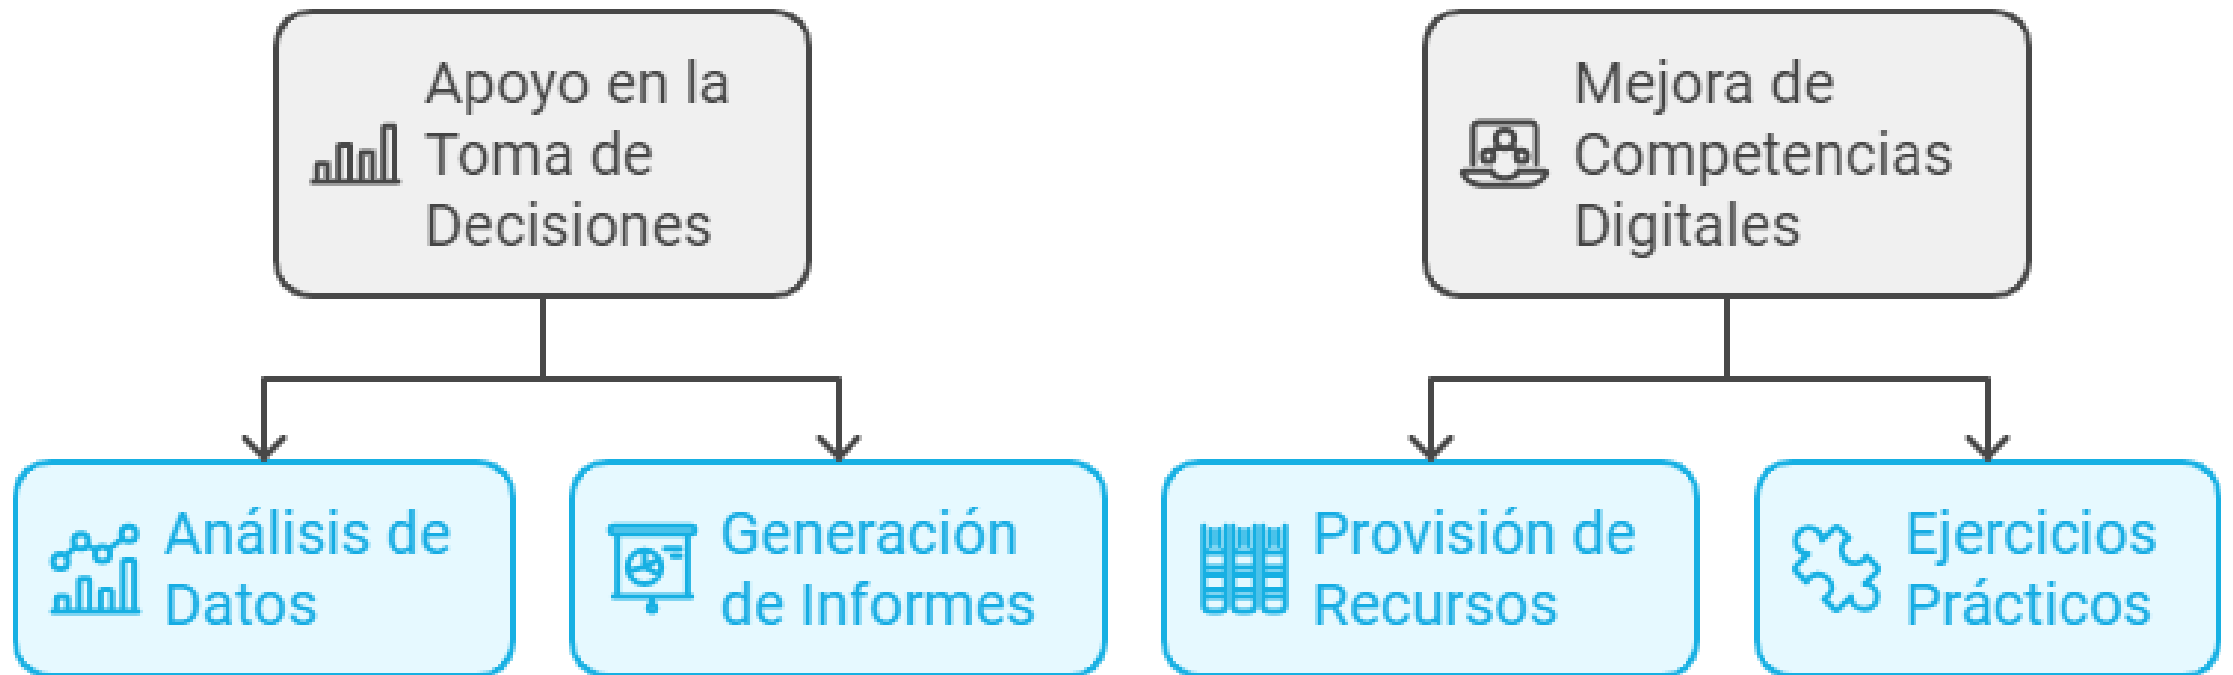 Apoyo en la
Toma de
Decisiones
Mejora de
Competencias
Digitales
Análisis de
Datos
Generación
de Informes
Provisión de
Recursos
Ejercicios
Prácticos